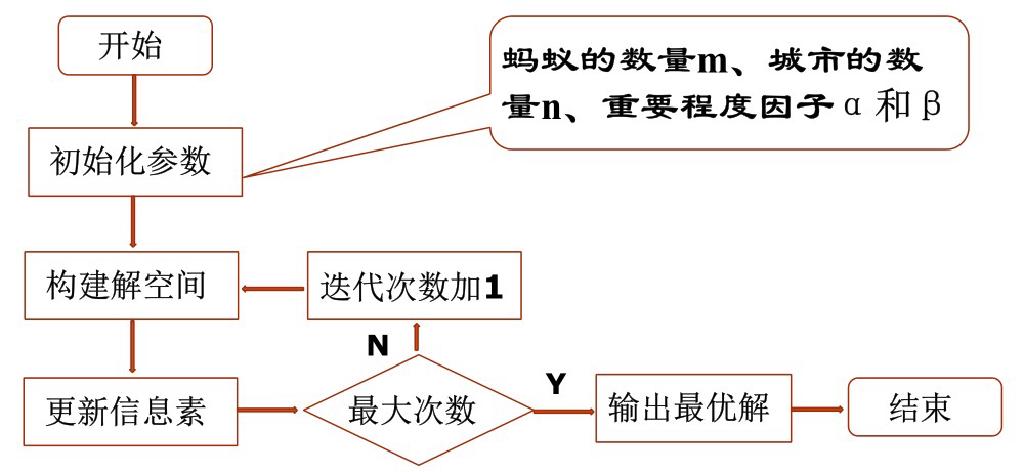 开始
蚂蚁的数量m、城市的数
量n、重要程度因子α和β
初始化参数
构建解空间
迭代次数加1
N
Y
更新信息素
最大次数
输出最优解
结束